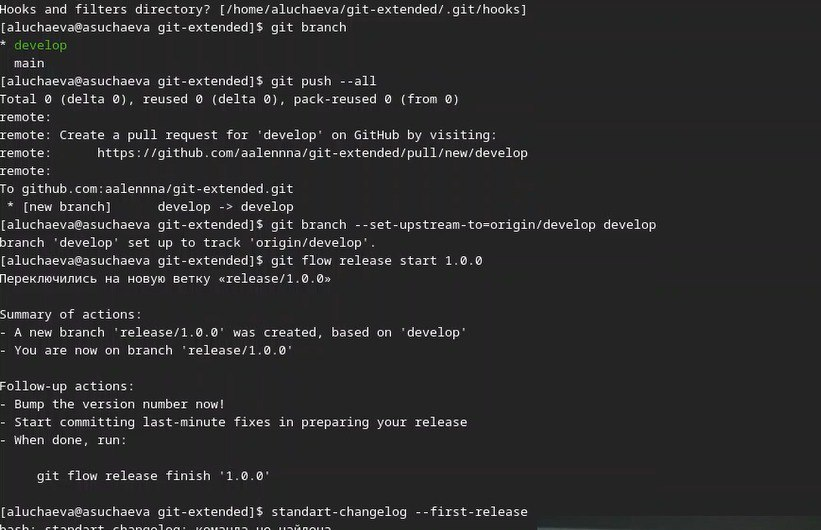 Hooks and filters directory? [/home/aluchaeva/git-extended/.git/hooks]
[aluchaeva@asuchaeva git-extended]$ git branch
* develop
  main
[aluchaeva@asuchaeva git-extended]$ git push --all
Total 0 (delta 0), reused 0 (delta 0), pack-reused 0 (from 0)
remote:
remote: Create a pull request for 'develop' on GitHub by visiting:
remote:      https://github.com/aalennna/git-extended/pull/new/develop
remote:
To github.com:aalennna/git-extended.git
 * [new branch]      develop -> develop
[aluchaeva@asuchaeva git-extended]$ git branch --set-upstream-to=origin/develop develop
branch 'develop' set up to track 'origin/develop'.
[aluchaeva@asuchaeva git-extended]$ git flow release start 1.0.0
Переключились на новую ветку «release/1.0.0»

Summary of actions:
- A new branch 'release/1.0.0' was created, based on 'develop'
- You are now on branch 'release/1.0.0'

Follow-up actions:
- Bump the version number now!
- Start committing last-minute fixes in preparing your release
- When done, run:

     git flow release finish '1.0.0'

[aluchaeva@asuchaeva git-extended]$ standart-changelog --first-release
bash: standart-changelog: команда не найдена